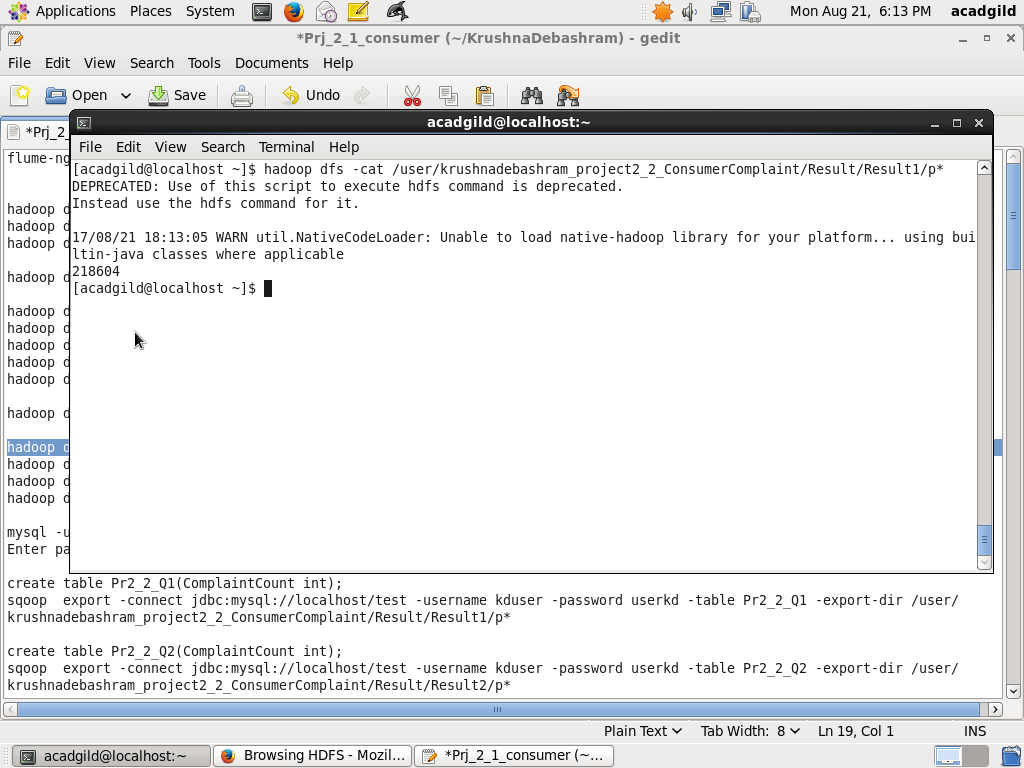 Applications Places System Mon Aug 21, 6:13 PM acadgild
*Prj_2_1_consumer (~/KrushnaDebashram) - gedit
File Edit View Search Tools Documents Help
Open Save Undo
*Prj_2_
acadgild@localhost:~
File Edit View Search Terminal Help
flume-ng
hadoop d
hadoop d
hadoop d
hadoop d
hadoop d
hadoop d
hadoop d
hadoop d
hadoop d
hadoop d
hadoop d
hadoop d
hadoop d
hadoop d
mysql -u
Enter pa
[acadgild@localhost ~]$ hadoop dfs -cat /user/krushnadebashram_project2_2_ConsumerComplaint/Result/Result1/p*
DEPRECATED: Use of this script to execute hdfs command is deprecated.
Instead use the hdfs command for it.
17/08/21 18:13:05 WARN util.NativeCodeLoader: Unable to load native-hadoop library for your platform... using bui
ltin-java classes where applicable
218604
[acadgild@localhost ~]$
create table Pr2_2_Q1(ComplaintCount int);
sqoop  export -connect jdbc:mysql://localhost/test -username kduser -password userkd -table Pr2_2_Q1 -export-dir /user/
krushnadebashram_project2_2_ConsumerComplaint/Result/Result1/p*
create table Pr2_2_Q2(ComplaintCount int);
sqoop  export -connect jdbc:mysql://localhost/test -username kduser -password userkd -table Pr2_2_Q2 -export-dir /user/
krushnadebashram_project2_2_ConsumerComplaint/Result/Result2/p*
Plain Text Tab Width: 8 Ln 19, Col 1 INS
acadgild@localhost:~ Browsing HDFS - Mozil... *Prj_2_1_consumer (~...